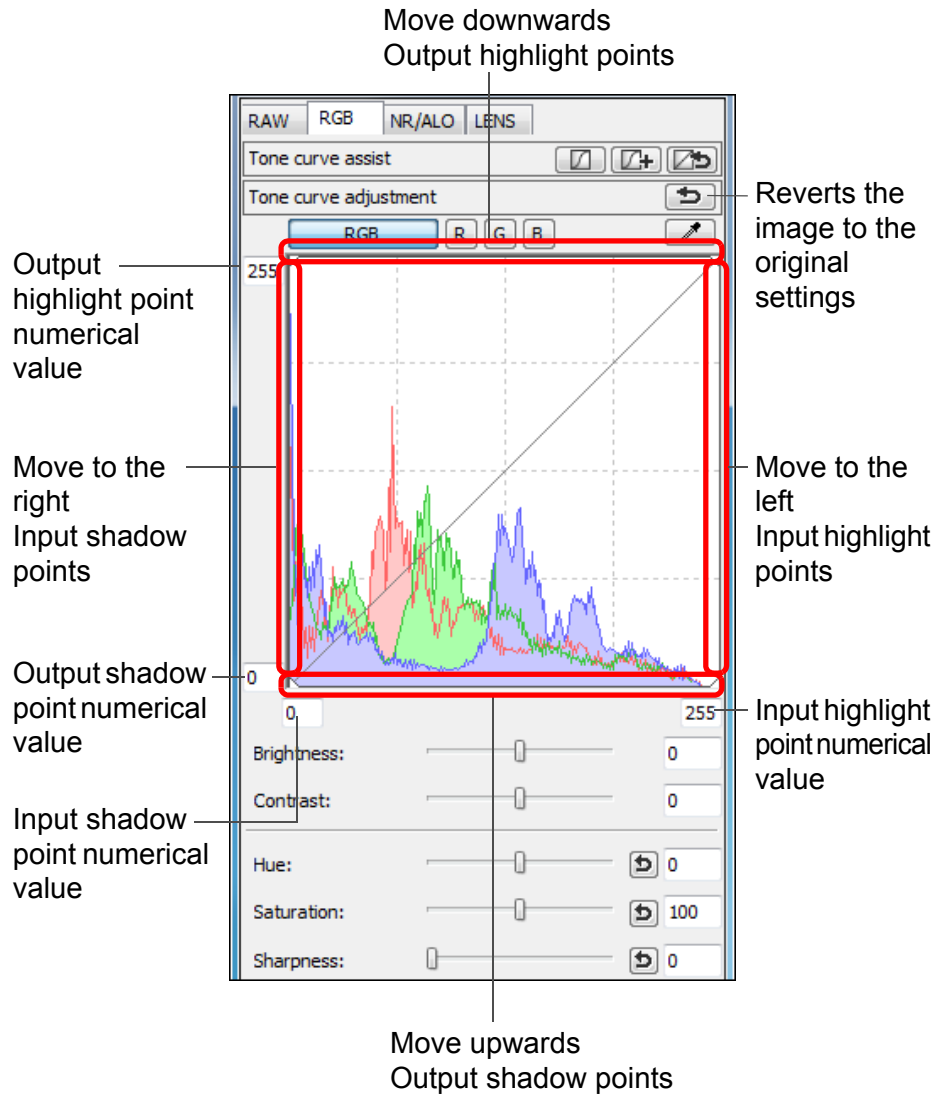 Move downwards
Output highlight points
RAW RGB NR/ALO LENS
Tone curve assist
Tone curve adjustment
RGB R G B
Reverts the
image to the
original
settings
Output
highlight point
numerical
value
255
Move to the
right
Input shadow
points
Move to the
left
Input highlight
points
Output shadow
point numerical
value
0
0
255
Input highlight
point numerical
value
Input shadow
point numerical
value
Brightness: 0
Contrast: 0
Hue: 0
Saturation: 100
Sharpness: 0
Move upwards
Output shadow points